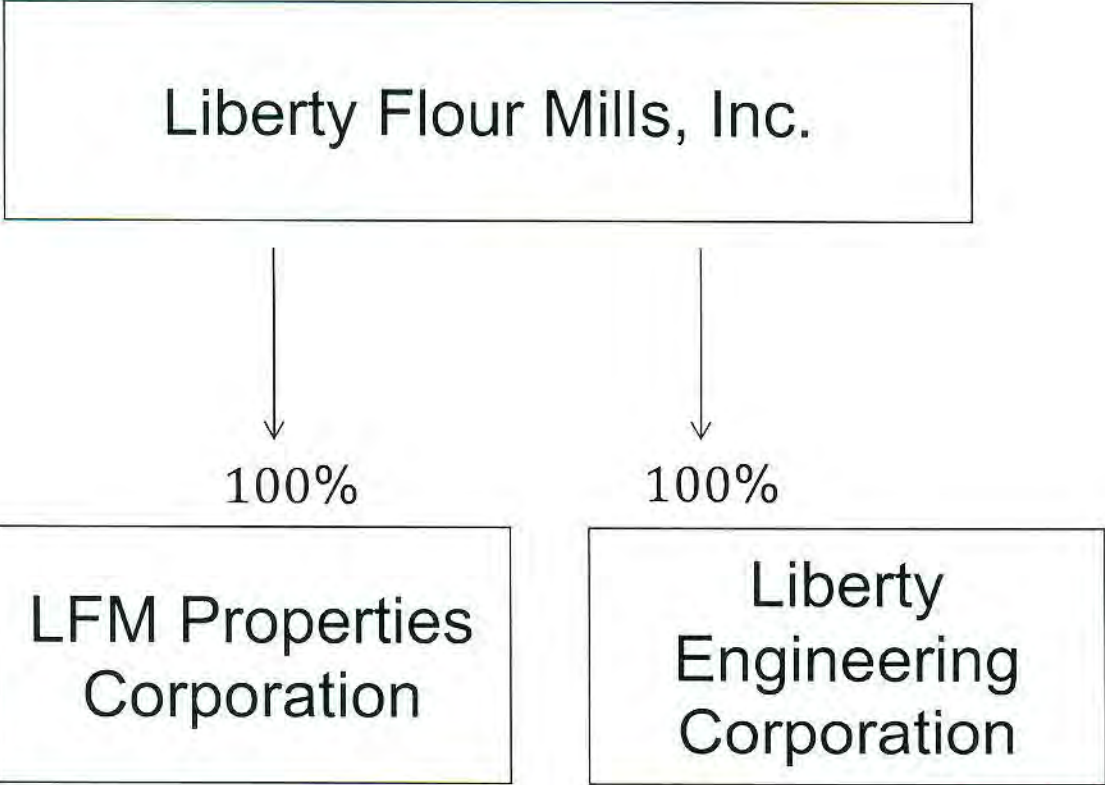 Liberty Flour Mills, Inc.
100%
100%
LFM Properties
Corporation
Liberty
Engineering
Corporation